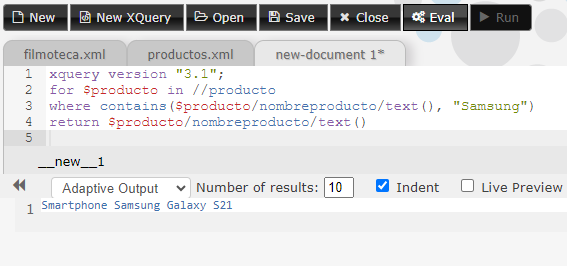 New New XQuery Open Save Close Eval Run
filmoteca.xml productos.xml new-document 1*
1 xquery version "3.1";
2 for $producto in //producto
3 where contains($producto/nombreproducto/text(), "Samsung")
4 return $producto/nombreproducto/text()
5
__new__1
Adaptive Output Number of results: 10 Indent Live Preview
1 Smartphone Samsung Galaxy S21